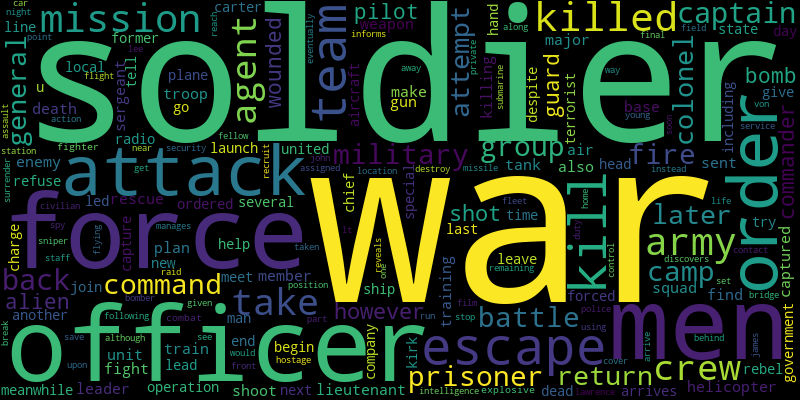 soldier
war
officer
force
men
attack
order
kill
escape
mission
team
killed
captain
pilot
agent
wounded
general
army
crew
command
take
prisoner
return
battle
camp
later
shot
group
guard
attempt
military
fire
colonel
bomb
commander
back
alien
however
helicopter
lieutenant
carter
weapon
former
line
car
night
reach
lee
eventually
informs
along
hand
major
field
final
state
day
point
local
tell
plane
troop
go
make
gun
away
private
submarine
killing
despite
terrorist
way
young
base
including
soon
von
give
service
u
death
action
radio
sergeant
flight
aircraft
assault
station
fighter
near
fellow
security
launch
united
recruit
john
assigned
destroy
missile
location
tank
also
air
head
sent
instead
enemy
surrender
refuse
get
led
rescue
ordered
several
chief
special
last
time
fleet
home
duty
life
try
civilian
spy
manages
sniper
staff
flying
capture
taken
help
lt
reveals
one
leave
remaining
training
control
squad
find
discovers
contact
set
bridge
captured
government
charge
plan
new
raid
meet
member
position
ship
forced
join
bomber
given
man
part
film
run
stop
police
using
another
break
save
although
following
combat
see
end
would
begin
hostage
company
kirk
cover
arrive
behind
james
rebel
unit
train
lead
fight
upon
front
meanwhile
leader
operation
shoot
next
intelligence
explosive
dead
lawrence
arrives